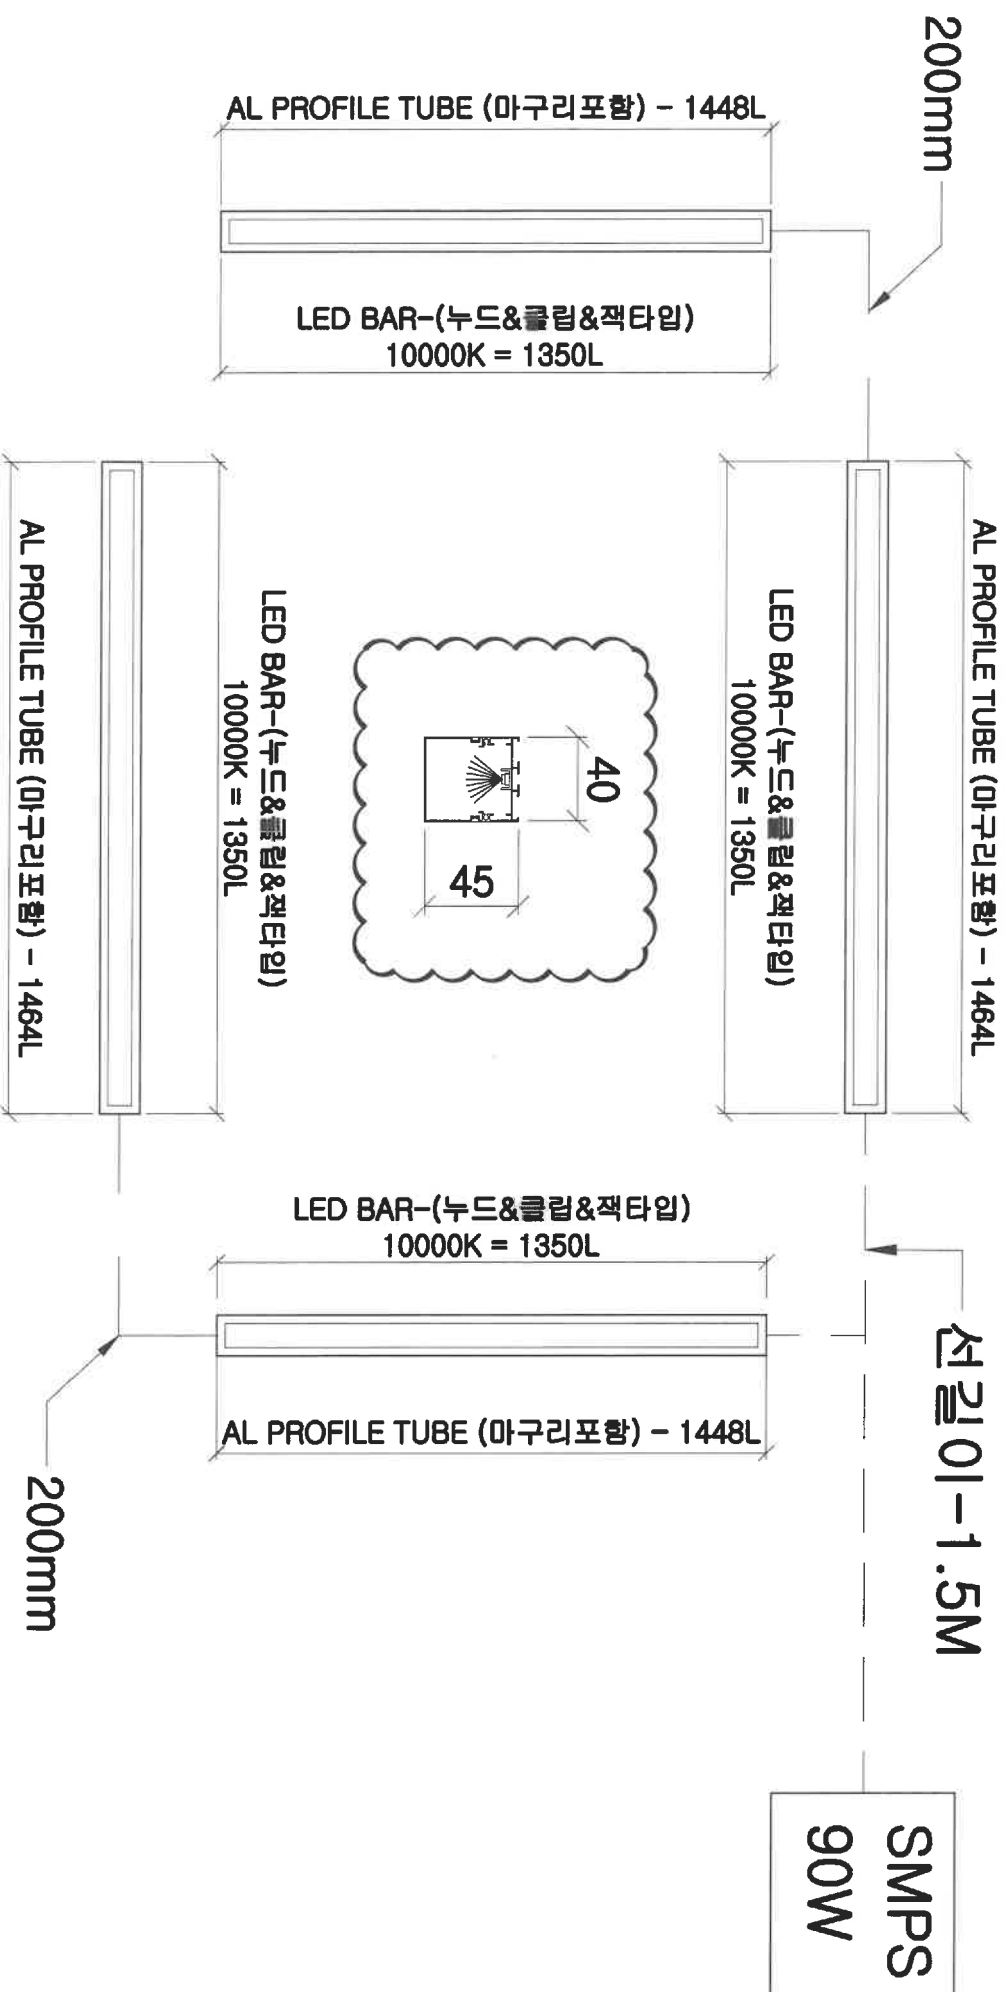 200mm
AL PROFILE TUBE (마구리포함) - 1448L
LED BAR-(누드&클립&잭타입)
10000K = 1350L
AL PROFILE TUBE (마구리포함) - 1464L
LED BAR-(누드&클립&잭타입)
10000K = 1350L
40
45
LED BAR-(누드&클립&잭타입)
10000K = 1350L
AL PROFILE TUBE (마구리포함) - 1464L
LED BAR-(누드&클립&잭타입)
10000K = 1350L
AL PROFILE TUBE (마구리포함) - 1448L
선길이-1.5M
200mm
SMPS
90W